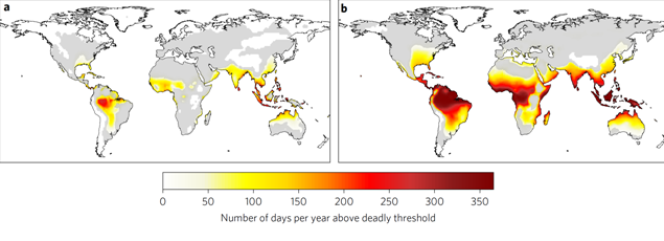 a
b
0 50 100 150 200 250 300 350
Number of days per year above deadly threshold